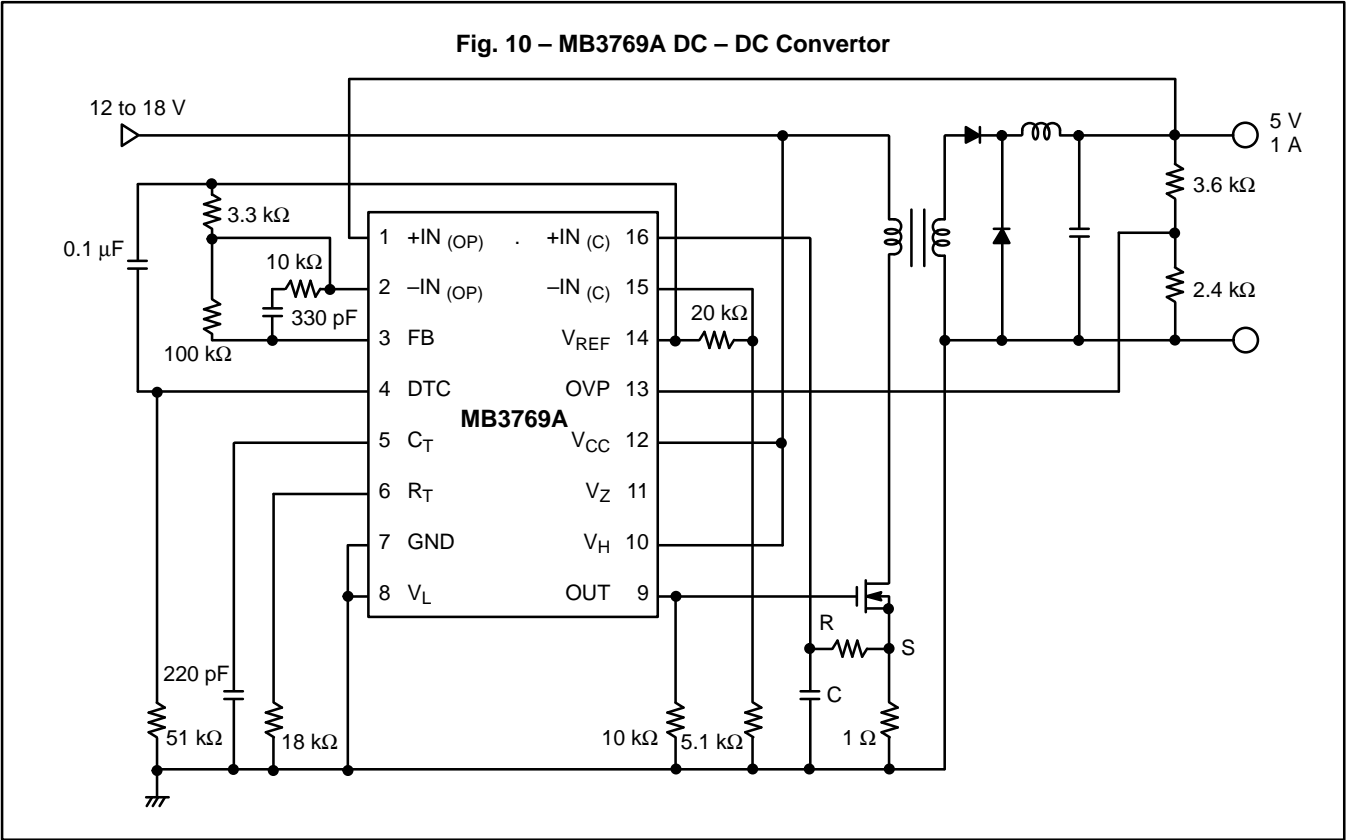 Fig. 10 – MB3769A DC – DC Convertor
12 to 18 V
5 V
1 A
3.6 kΩ
2.4 kΩ
3.3 kΩ
0.1 μF
10 kΩ
330 pF
100 kΩ
20 kΩ
1 +IN (OP) . +IN (C) 16
2 –IN (OP) –IN (C) 15
3 FB VREF 14
4 DTC OVP 13
MB3769A
5 CT VCC 12
6 RT VZ 11
7 GND VH 10
8 VL OUT 9
R
S
C
220 pF
51 kΩ
18 kΩ
10 kΩ
5.1 kΩ
1 Ω